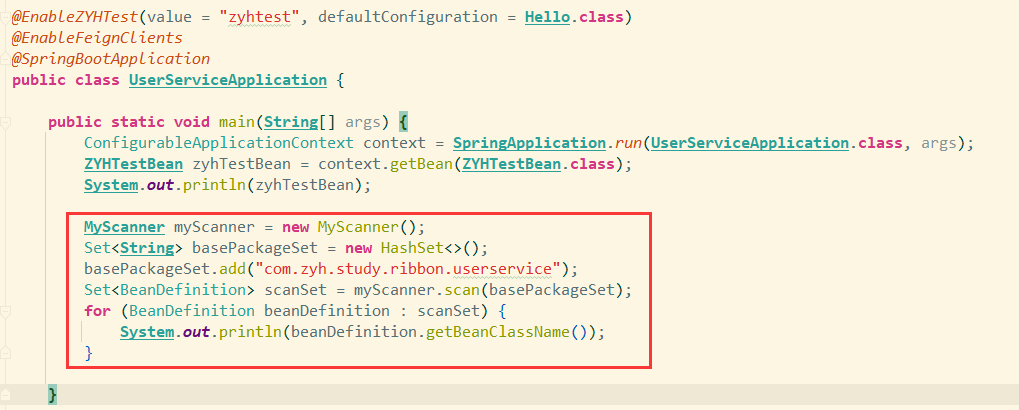 @EnableZYHTest(value = "zyhtest", defaultConfiguration = Hello.class)
@EnableFeignClients
@SpringBootApplication
public class UserServiceApplication {
public static void main(String[] args) {
ConfigurableApplicationContext context = SpringApplication.run(UserServiceApplication.class, args);
ZYHTestBean zyhTestBean = context.getBean(ZYHTestBean.class);
System.out.println(zyhTestBean);
MyScanner myScanner = new MyScanner();
Set<String> basePackageSet = new HashSet<>();
basePackageSet.add("com.zyh.study.ribbon.userservice");
Set<BeanDefinition> scanSet = myScanner.scan(basePackageSet);
for (BeanDefinition beanDefinition : scanSet) {
System.out.println(beanDefinition.getBeanClassName());
}
}